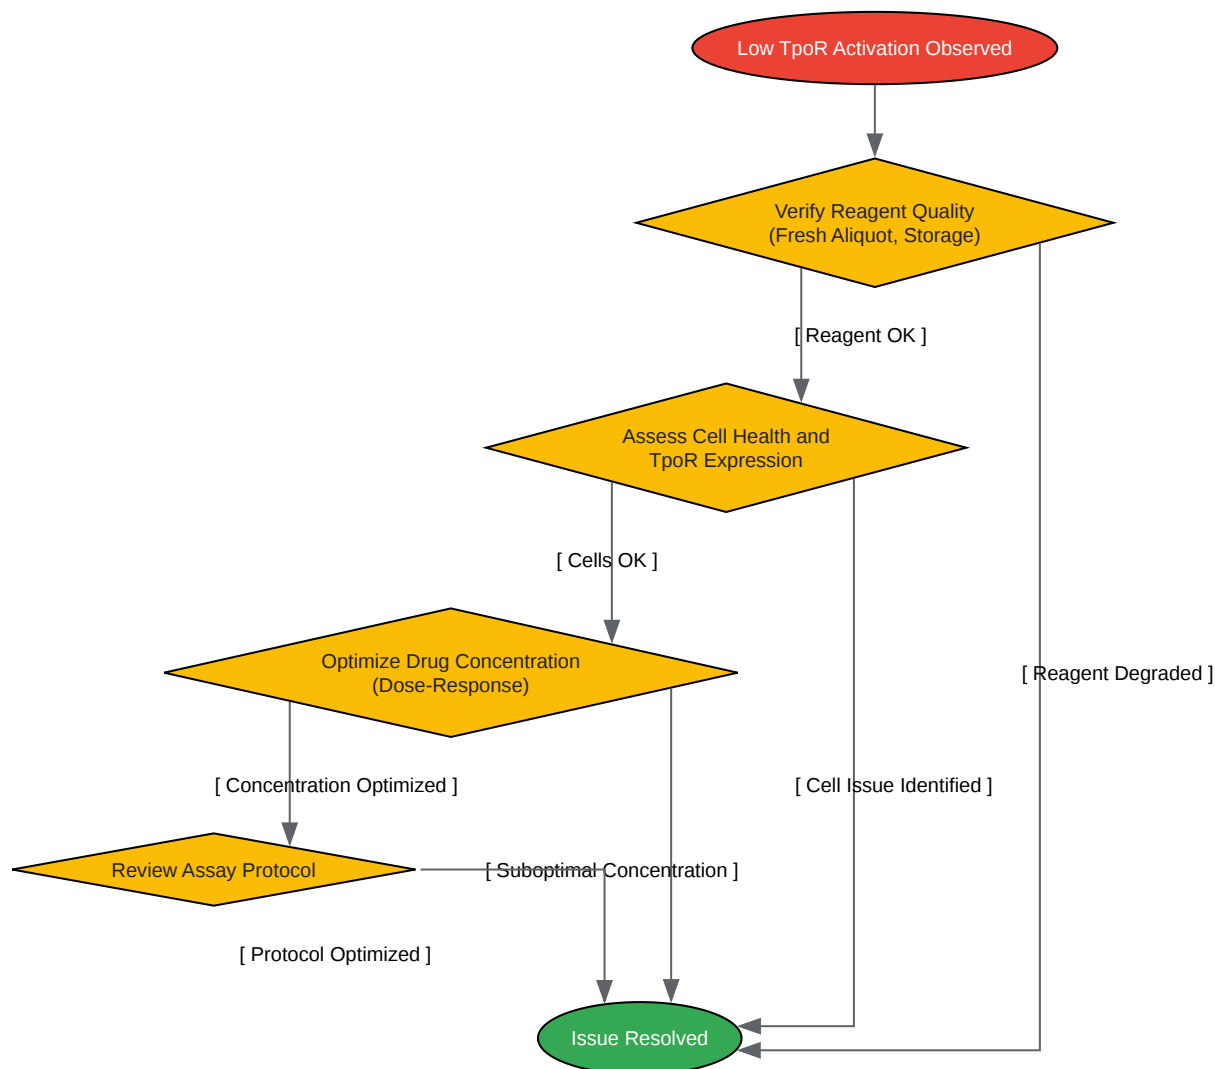 Low TpoR Activation Observed
Verify Reagent Quality
(Fresh Aliquot, Storage)
[ Reagent OK ]
Assess Cell Health and
TpoR Expression
[ Cells OK ]
Optimize Drug Concentration
(Dose-Response)
[ Reagent Degraded ]
[ Concentration Optimized ]
[ Cell Issue Identified ]
Review Assay Protocol
[ Suboptimal Concentration ]
[ Protocol Optimized ]
Issue Resolved